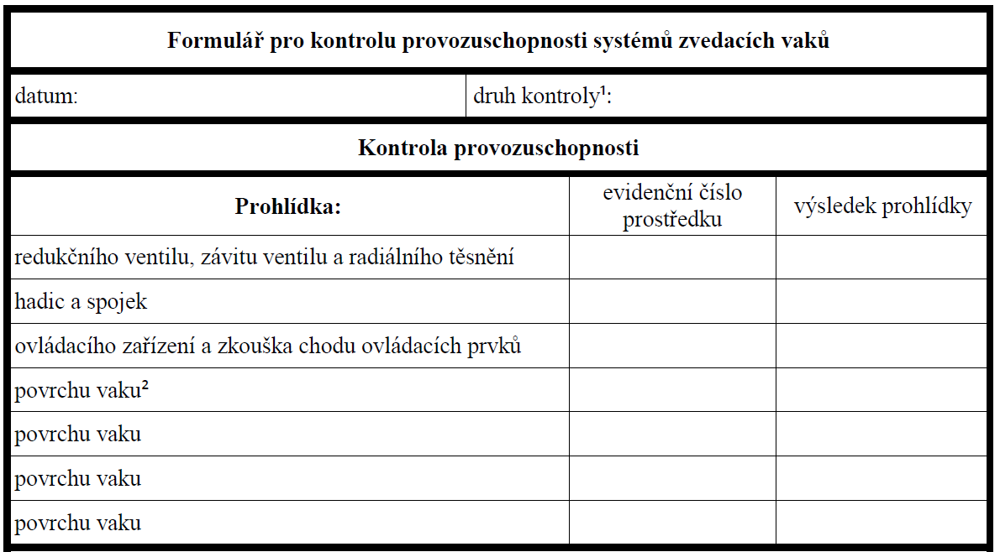 Formulář pro kontrolu provozuschopnosti systémů zvedacích vaků
datum:
druh kontroly¹:
Kontrola provozuschopnosti
Prohlídka:
evidenční číslo
prostředku
výsledek prohlídky
redukčního ventilu, závitu ventilu a radiálního těsnění
hadic a spojek
ovládacího zařízení a zkouška chodu ovládacích prvků
povrchu vaku²
povrchu vaku
povrchu vaku
povrchu vaku